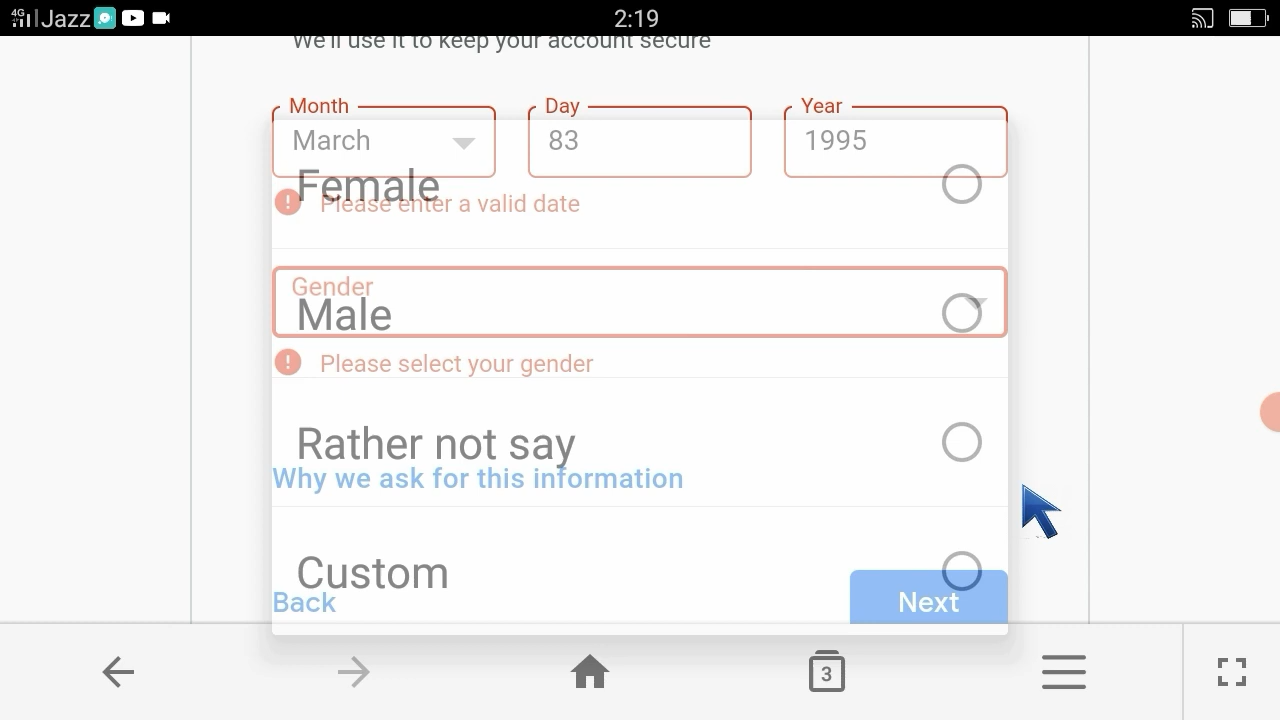 4G Jazz 2:19
We'll use it to keep your account secure
Month Day Year
March 83 1995
Female
Please enter a valid date
Gender
Male
Please select your gender
Rather not say
Why we ask for this information
Custom
Back Next
3